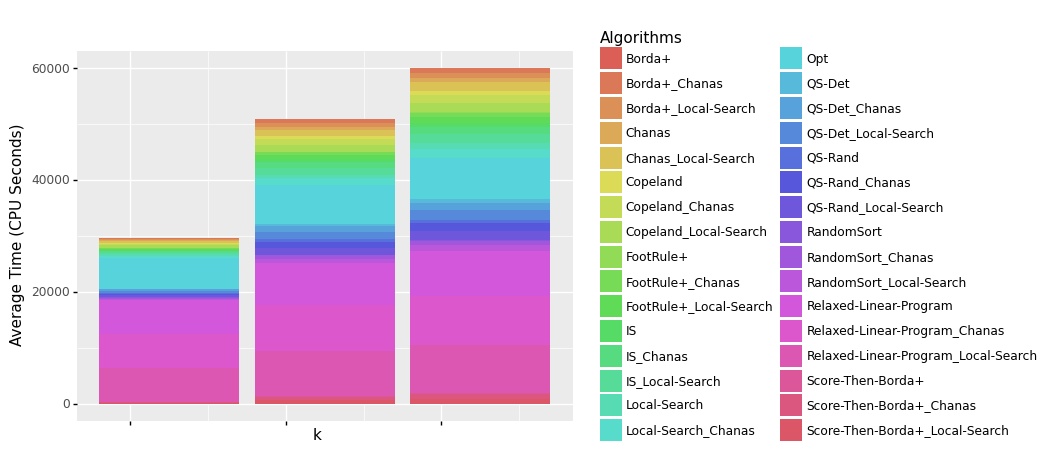 Algorithms
Borda+
Borda+_Chanas
Borda+_Local-Search
Chanas
Chanas_Local-Search
Copeland
Copeland_Chanas
Copeland_Local-Search
FootRule+
FootRule+_Chanas
FootRule+_Local-Search
IS
IS_Chanas
IS_Local-Search
Local-Search
Local-Search_Chanas
Opt
QS-Det
QS-Det_Chanas
QS-Det_Local-Search
QS-Rand
QS-Rand_Chanas
QS-Rand_Local-Search
RandomSort
RandomSort_Chanas
RandomSort_Local-Search
Relaxed-Linear-Program
Relaxed-Linear-Program_Chanas
Relaxed-Linear-Program_Local-Search
Score-Then-Borda+
Score-Then-Borda+_Chanas
Score-Then-Borda+_Local-Search
Average Time (CPU Seconds)
60000
40000
20000
0
k